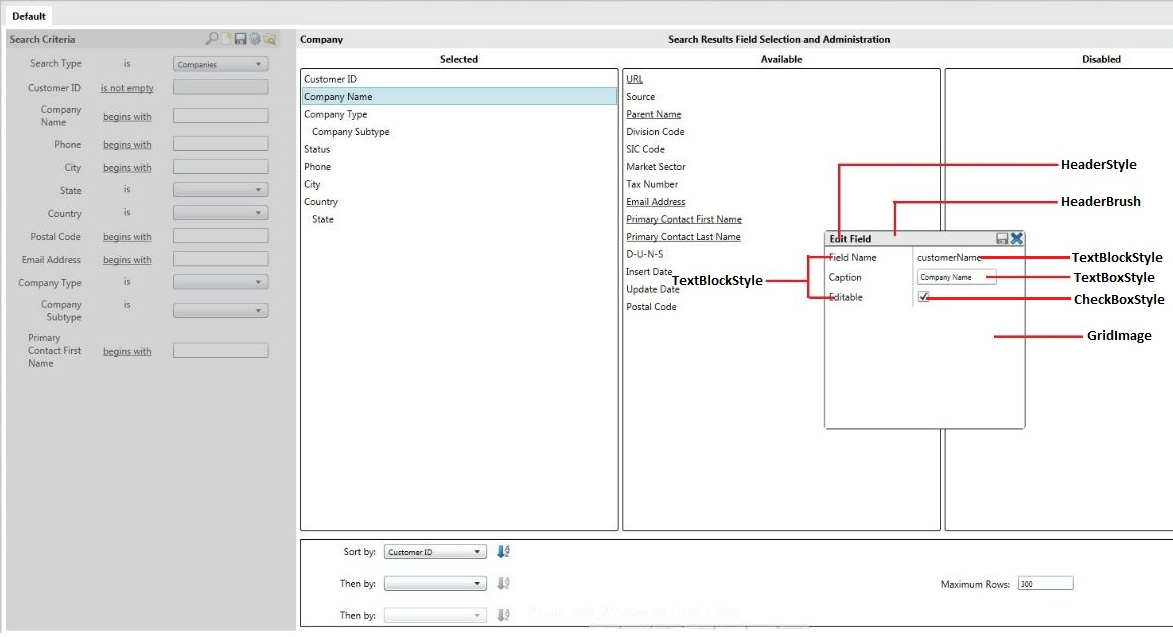 Default
Search Criteria
Search Type is Companies
Customer ID is not empty
Company Name begins with
Phone begins with
City begins with
State is
Country is
Postal Code begins with
Email Address begins with
Company Type is
Company Subtype is
Primary Contact First Name begins with
Company Search Results Field Selection and Administration
Selected Available Disabled
Customer ID
Company Name
Company Type
Company Subtype
Status
Phone
City
Country
State
URL
Source
Parent Name
Division Code
SIC Code
Market Sector
Tax Number
Email Address
Primary Contact First Name
Primary Contact Last Name
D-U-N-S
Insert Date
Update Date
Postal Code
Edit Field
Field Name customerName
Caption Company Name
Editable
HeaderStyle
HeaderBrush
TextBlockStyle
TextBlockStyle
TextBoxStyle
CheckBoxStyle
GridImage
Sort by: Customer ID
Then by:
Then by:
Maximum Rows: 300